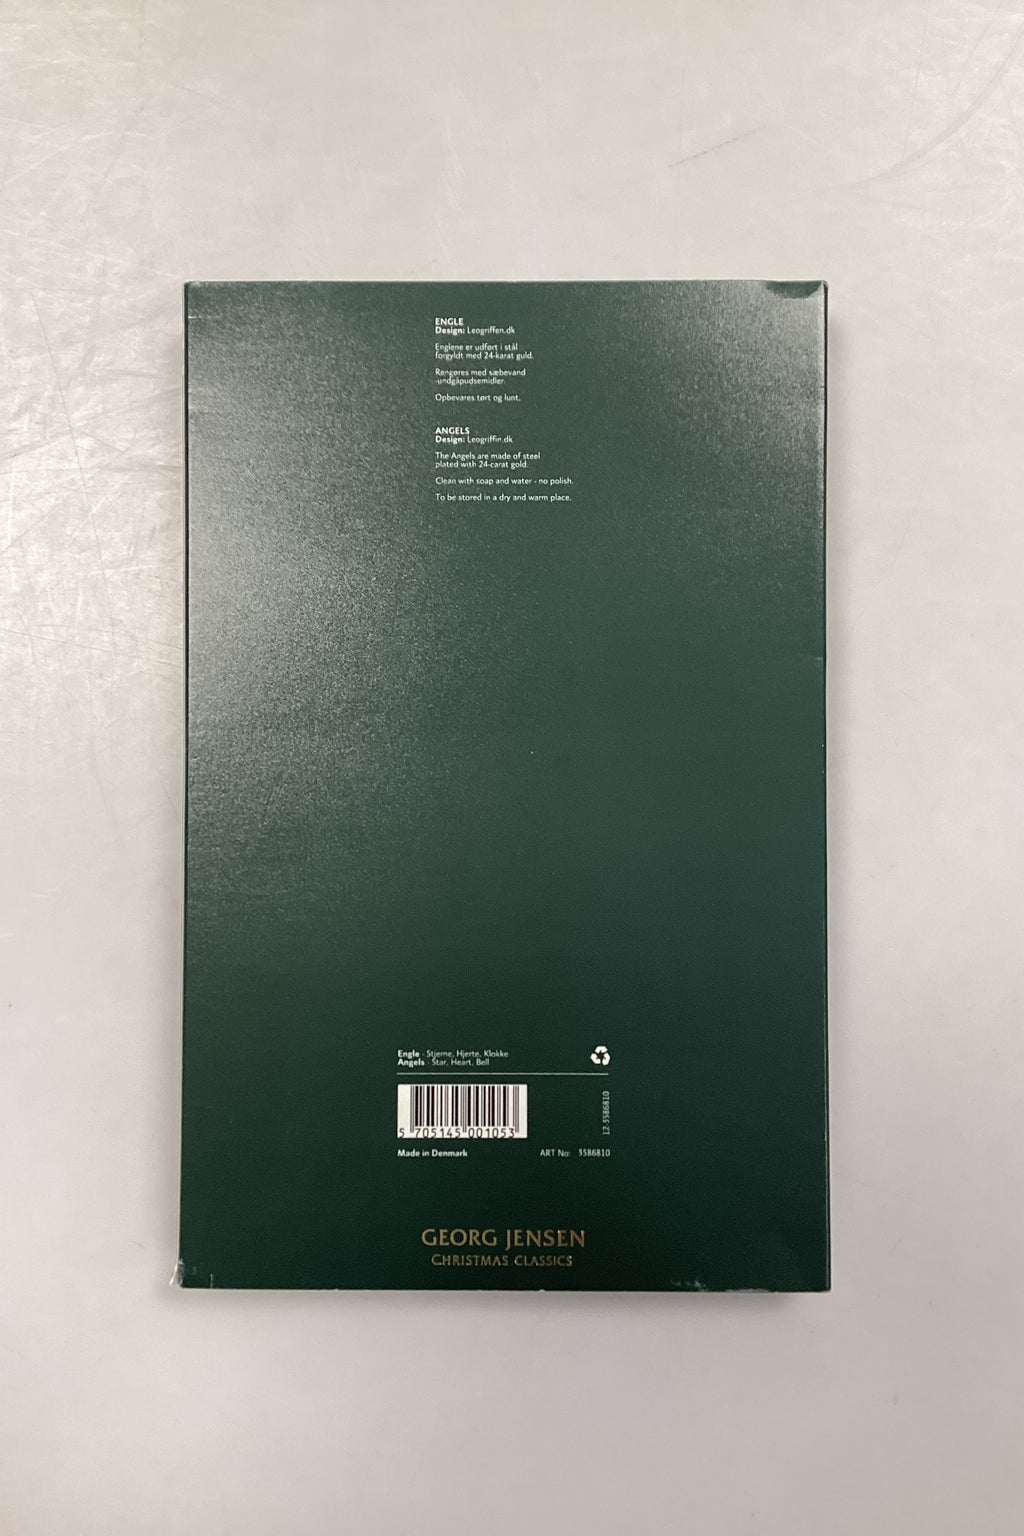 ENGLE
Design: Leogriffen.dk
Englene er udført i stål
forgyldt med 24-karat guld.
Rengøres med sæbevand
-undgåpudsemidler.
Opbevares tørt og lunt.
ANGELS
Design: Leogriffin.dk
The Angels are made of steel
plated with 24-carat gold.
Clean with soap and water - no polish.
To be stored in a dry and warm place.
Engle - Stjerne, Hjerte, Klokke
Angels - Star, Heart, Bell
5 705145 001053
12-3586810
Made in Denmark
ART No: 3586810
GEORG JENSEN
CHRISTMAS CLASSICS